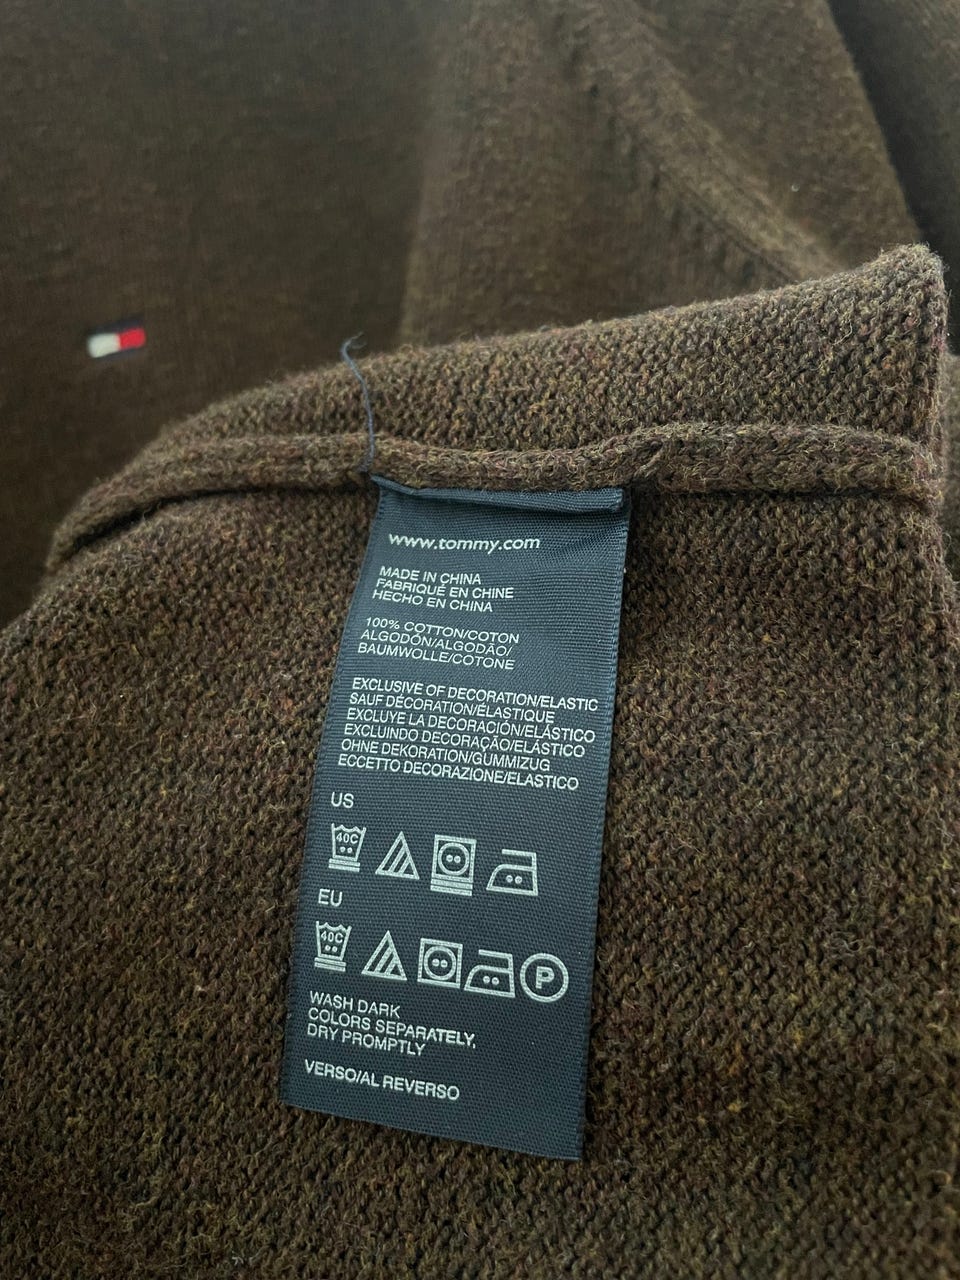 www.tommy.com
MADE IN CHINA
FABRIQUÉ EN CHINE
HECHO EN CHINA
100% COTTON/COTON
ALGODÓN/ALGODÃO/
BAUMWOLLE/COTONE
EXCLUSIVE OF DECORATION/ELASTIC
SAUF DÉCORATION/ÉLASTIQUE
EXCLUYE LA DECORACIÓN/ELÁSTICO
EXCLUINDO DECORAÇÃO/ELÁSTICO
OHNE DEKORATION/GUMMIZUG
ECCETTO DECORAZIONE/ELASTICO
US
40C
EU
40C P
WASH DARK
COLORS SEPARATELY,
DRY PROMPTLY
VERSO/AL REVERSO